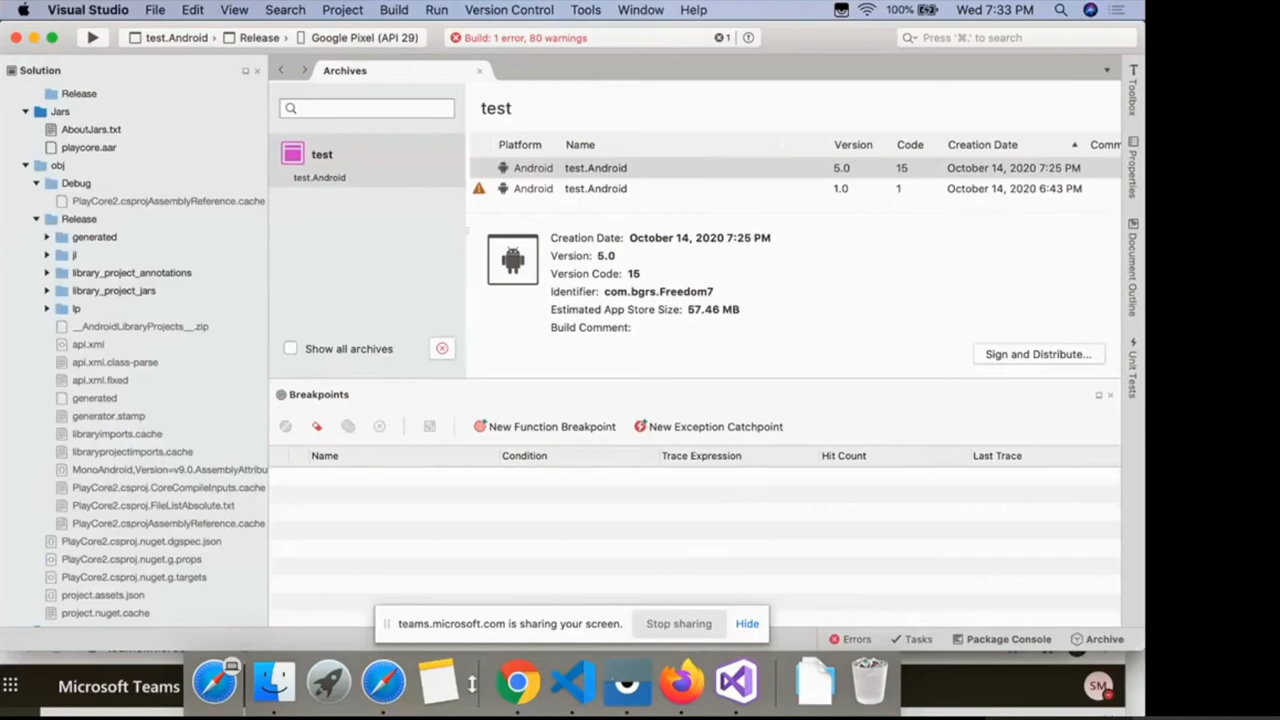 Visual Studio File Edit View Search Project Build Run Version Control Tools Window Help 100% Wed 7:33 PM
test.Android › Release › Google Pixel (API 29) Build: 1 error, 80 warnings 1 Press '⌘.' to search
Solution
Archives
Release
Jars
AboutJars.txt
playcore.aar
obj
Debug
PlayCore2.csprojAssemblyReference.cache
Release
generated
jl
library_project_annotations
library_project_jars
lp
__AndroidLibraryProjects__.zip
api.xml
api.xml.class-parse
api.xml.fixed
generated
generator.stamp
libraryimports.cache
libraryprojectimports.cache
MonoAndroid,Version=v9.0.AssemblyAttribu
PlayCore2.csproj.CoreCompileInputs.cache
PlayCore2.csproj.FileListAbsolute.txt
PlayCore2.csprojAssemblyReference.cache
PlayCore2.csproj.nuget.dgspec.json
PlayCore2.csproj.nuget.g.props
PlayCore2.csproj.nuget.g.targets
project.assets.json
project.nuget.cache
test
test.Android
Show all archives
test
Platform Name Version Code Creation Date Comm
Android test.Android 5.0 15 October 14, 2020 7:25 PM
Android test.Android 1.0 1 October 14, 2020 6:43 PM
Creation Date: October 14, 2020 7:25 PM
Version: 5.0
Version Code: 15
Identifier: com.bgrs.Freedom7
Estimated App Store Size: 57.46 MB
Build Comment:
Sign and Distribute...
Breakpoints
New Function Breakpoint New Exception Catchpoint
Name Condition Trace Expression Hit Count Last Trace
Toolbox
Properties
Document Outline
Unit Tests
teams.microsoft.com is sharing your screen. Stop sharing Hide
Errors Tasks Package Console Archive
Microsoft Teams
SM